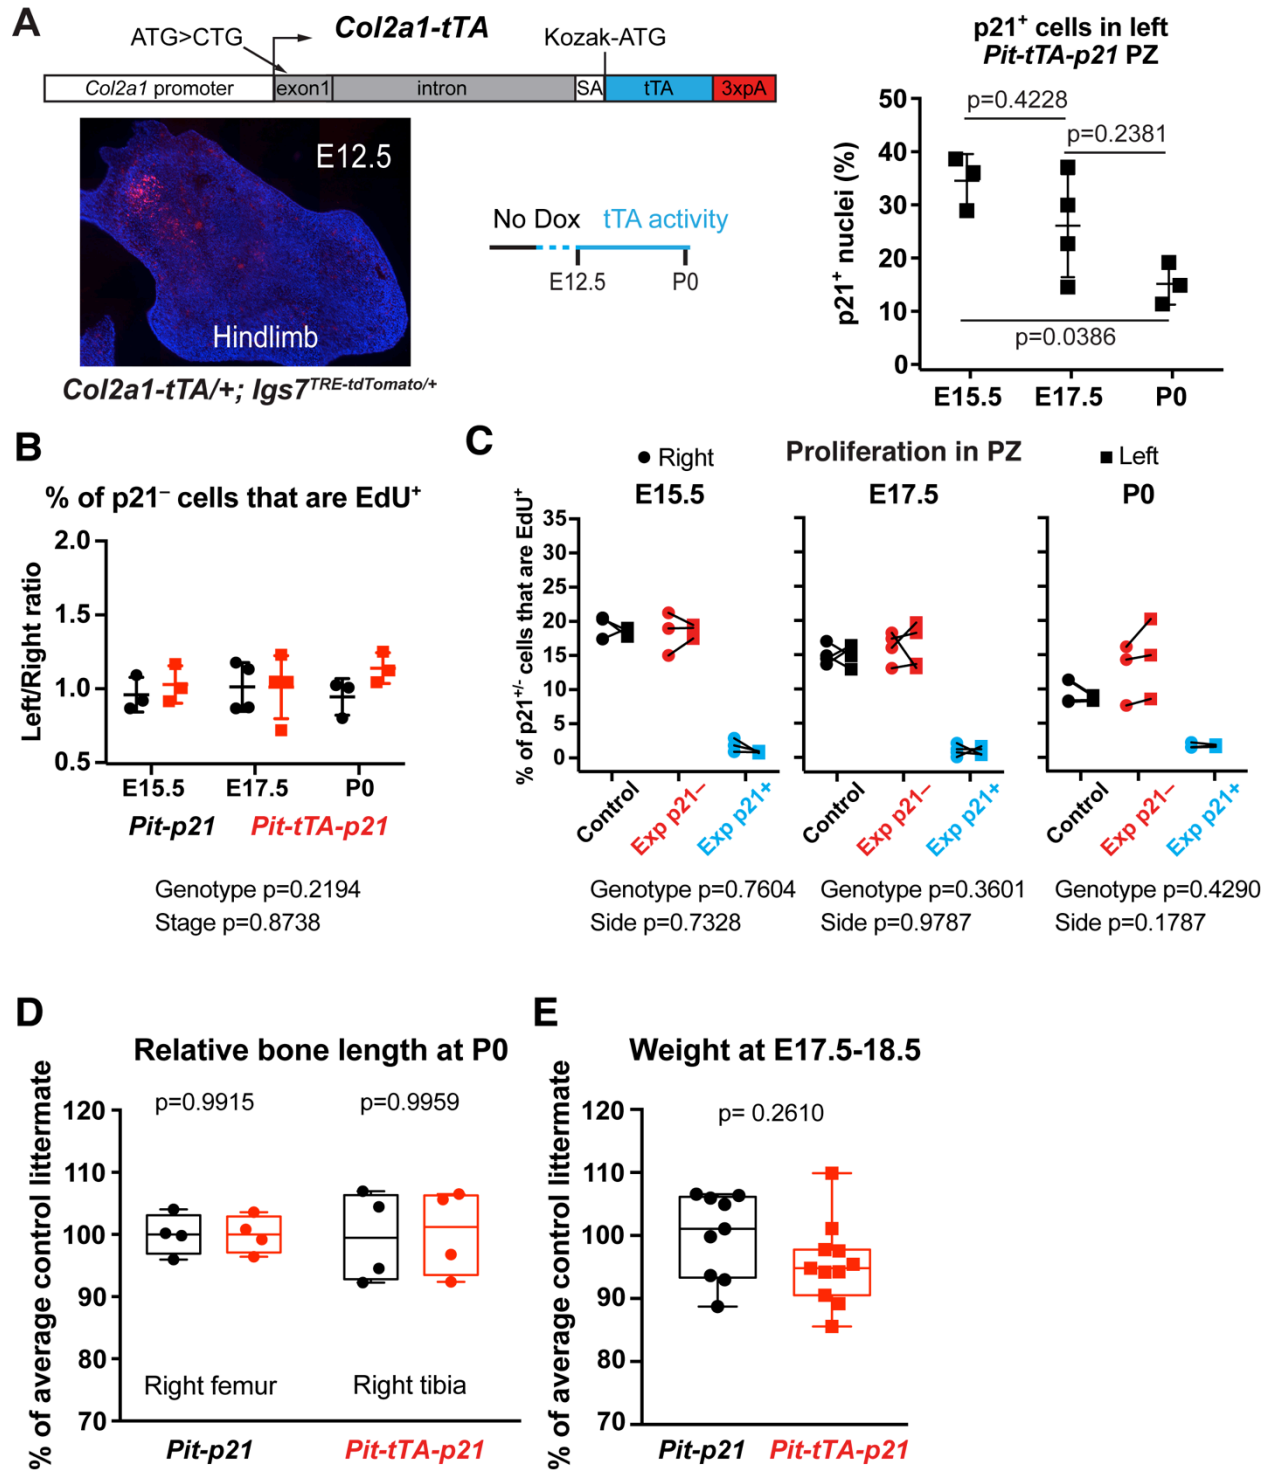 A
ATG>CTG
Col2a1-tTA
Kozak-ATG
Col2a1 promoter
exon1
intron
SA
tTA
3xpA
E12.5
Hindlimb
Col2a1-tTA/+; Igs7TRE-tdTomato/+
No Dox
tTA activity
E12.5
P0
p21+ cells in left
Pit-tTA-p21 PZ
p21+ nuclei (%)
50
40
30
20
10
0
p=0.4228
p=0.2381
p=0.0386
E15.5
E17.5
P0
B
% of p21– cells that are EdU+
Left/Right ratio
2.0
1.5
1.0
0.5
E15.5
E17.5
P0
Pit-p21
Pit-tTA-p21
Genotype p=0.2194
Stage p=0.8738
C
Right
Proliferation in PZ
Left
E15.5
E17.5
P0
% of p21+/- cells that are EdU+
35
30
25
20
15
10
5
0
Control
Exp p21–
Exp p21+
Control
Exp p21–
Exp p21+
Control
Exp p21–
Exp p21+
Genotype p=0.7604
Side p=0.7328
Genotype p=0.3601
Side p=0.9787
Genotype p=0.4290
Side p=0.1787
D
Relative bone length at P0
% of average control littermate
120
110
100
90
80
70
p=0.9915
p=0.9959
Right femur
Right tibia
Pit-p21
Pit-tTA-p21
E
Weight at E17.5-18.5
% of average control littermate
120
110
100
90
80
70
p= 0.2610
Pit-p21
Pit-tTA-p21